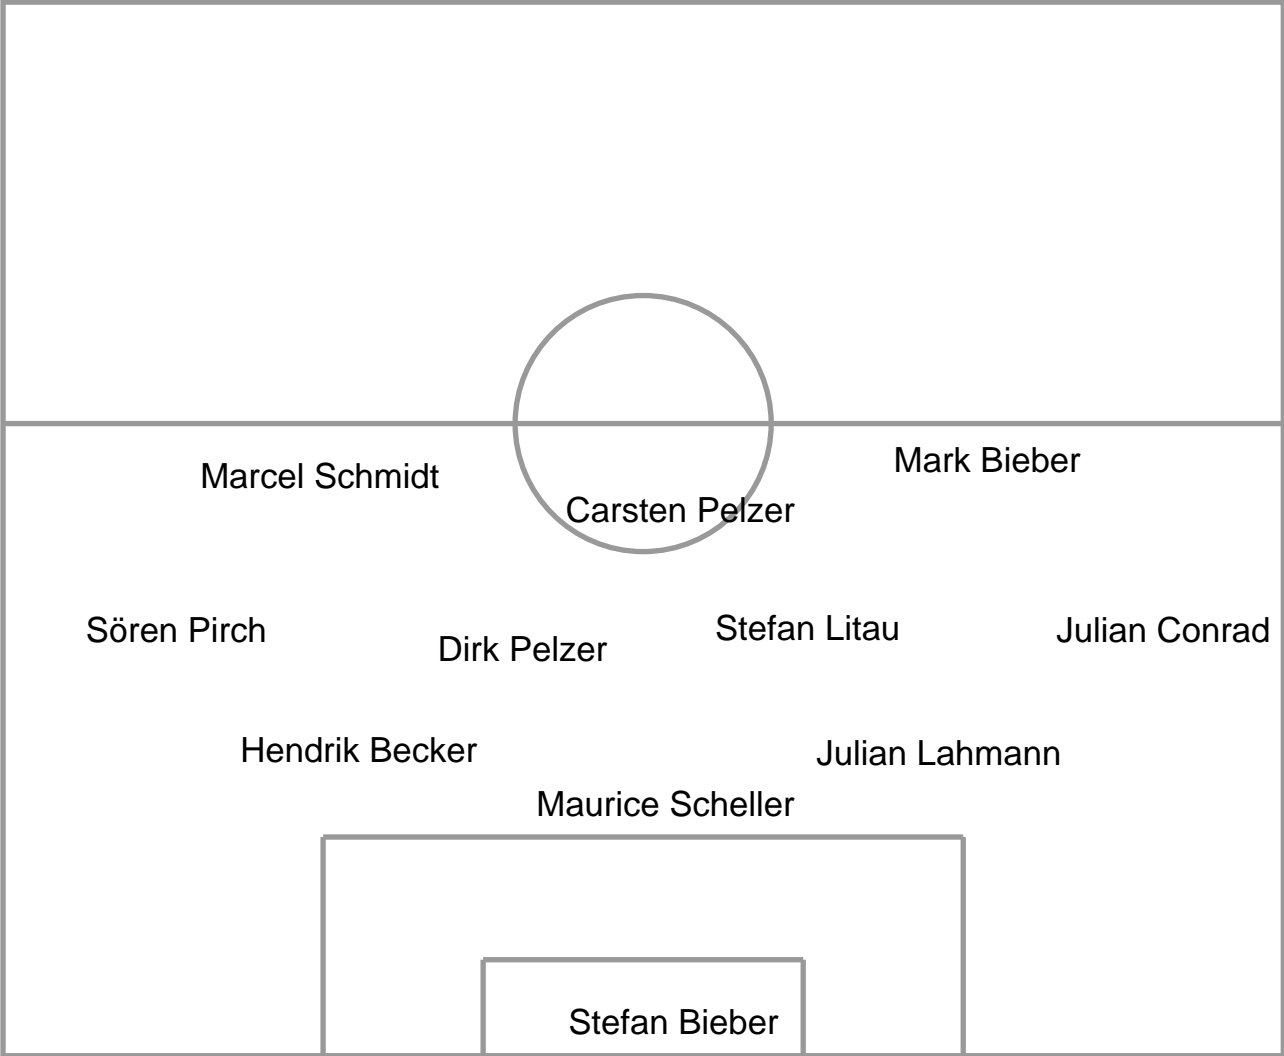 Mark Bieber
Marcel Schmidt
Carsten Pelzer
Sören Pirch
Dirk Pelzer
Stefan Litau
Julian Conrad
Hendrik Becker
Julian Lahmann
Maurice Scheller
Stefan Bieber